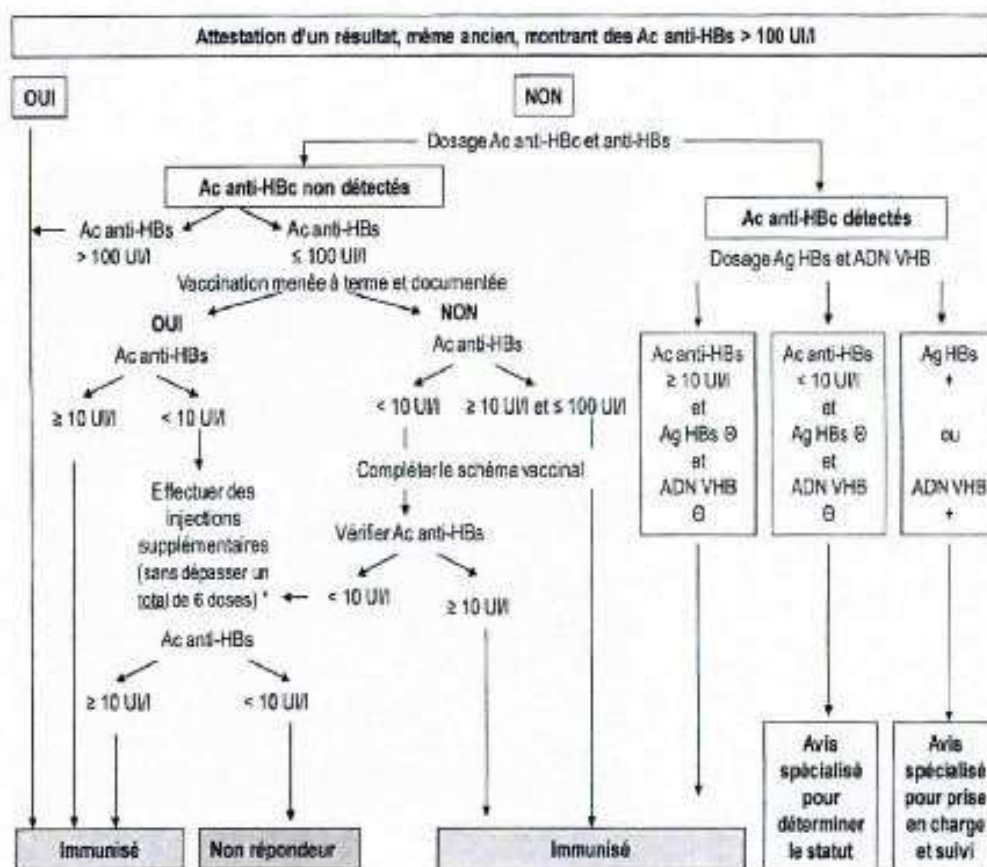 Attestation d'un résultat, même ancien, montrant des Ac anti-HBs > 100 UI/l
OUI
NON
Dosage Ac anti-HBc et anti-HBs
Ac anti-HBc non détectés
Ac anti-HBc détectés
Ac anti-HBs
> 100 UI/l
Ac anti-HBs
≤ 100 UI/l
Dosage Ag HBs et ADN VHB
Vaccination menée à terme et documentée
OUI
NON
Ac anti-HBs
Ac anti-HBs
≥ 10 UI/l
< 10 UI/l
< 10 UI/l
≥ 10 UI/l et ≤ 100 UI/l
Ac anti-HBs
≥ 10 UI/l
et
Ag HBs Θ
et
ADN VHB
Θ
Ac anti-HBs
< 10 UI/l
et
Ag HBs Θ
et
ADN VHB
Θ
Ag HBs
+
ou
ADN VHB
+
Compléter le schéma vaccinal
Effectuer des
injections
supplémentaires
(sans dépasser un
total de 6 doses) *
Vérifier Ac anti-HBs
< 10 UI/l
≥ 10 UI/l
Ac anti-HBs
≥ 10 UI/l
< 10 UI/l
Immunisé
Non répondeur
Immunisé
Avis
spécialisé
pour
déterminer
le statut
Avis
spécialisé
pour prise
en charge
et suivi